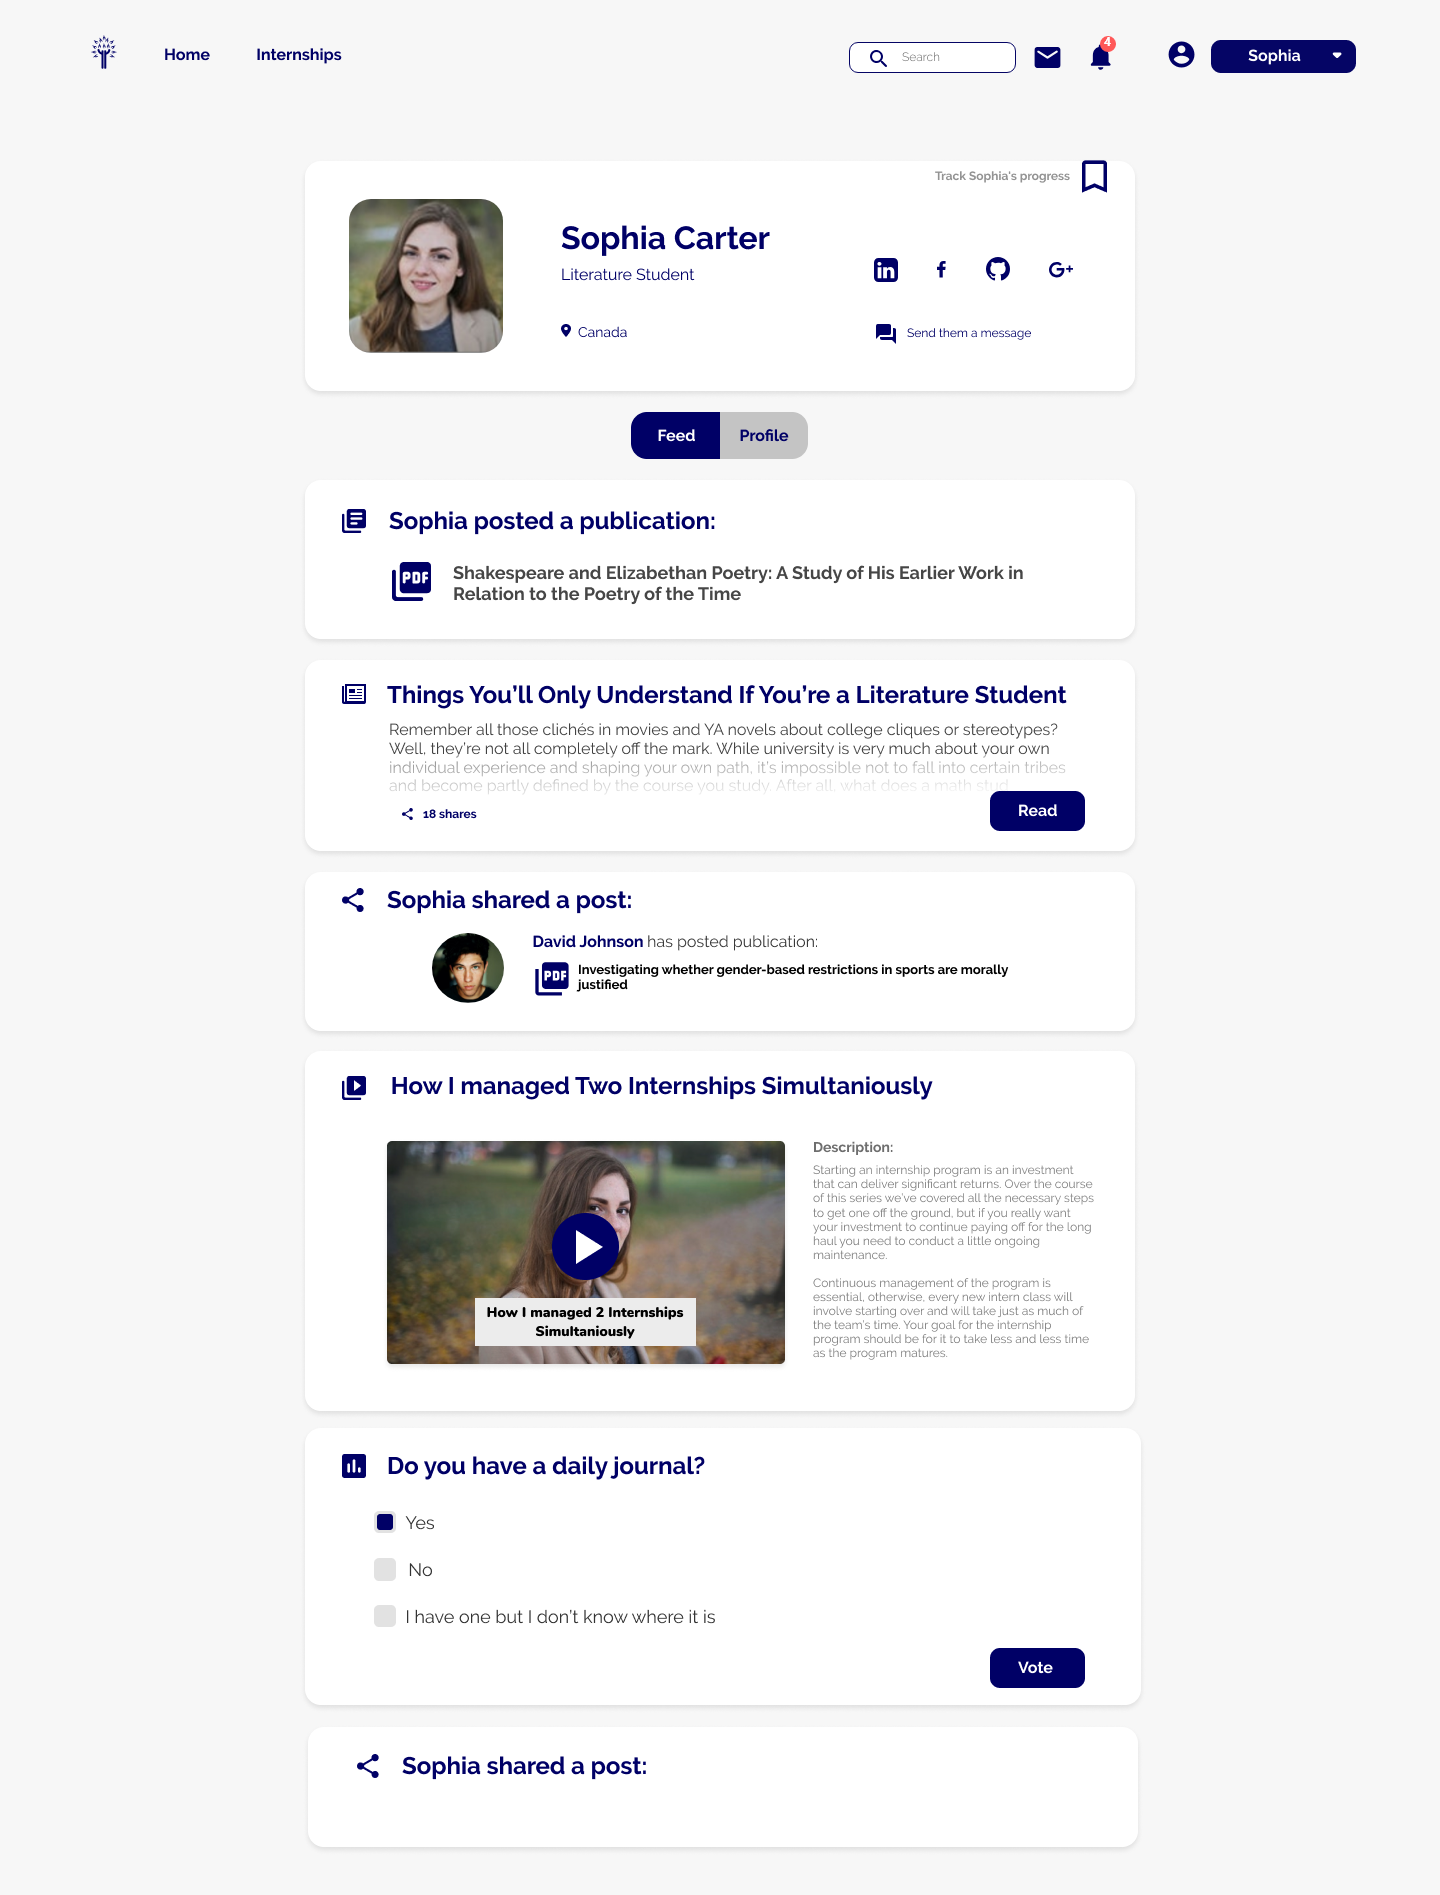 Home
Internships
Search
4
Sophia
Track Sophia's progress
Sophia Carter
Literature Student
Canada
Send them a message
Feed
Profile
Sophia posted a publication:
PDF
Shakespeare and Elizabethan Poetry: A Study of His Earlier Work in
Relation to the Poetry of the Time
Things You’ll Only Understand If You’re a Literature Student
Remember all those clichés in movies and YA novels about college cliques or stereotypes?
Well, they’re not all completely off the mark. While university is very much about your own
individual experience and shaping your own path, it’s impossible not to fall into certain tribes
and become partly defined by the course you study. After all, what does a math stud
18 shares
Read
Sophia shared a post:
David Johnson has posted publication:
PDF
Investigating whether gender-based restrictions in sports are morally
justified
How I managed Two Internships Simultaniously
How I managed 2 Internships
Simultaniously
Description:
Starting an internship program is an investment
that can deliver significant returns. Over the course
of this series we’ve covered all the necessary steps
to get one off the ground, but if you really want
your investment to continue paying off for the long
haul you need to conduct a little ongoing
maintenance.
Continuous management of the program is
essential, otherwise, every new intern class will
involve starting over and will take just as much of
the team’s time. Your goal for the internship
program should be for it to take less and less time
as the program matures.
Do you have a daily journal?
Yes
No
I have one but I don’t know where it is
Vote
Sophia shared a post: